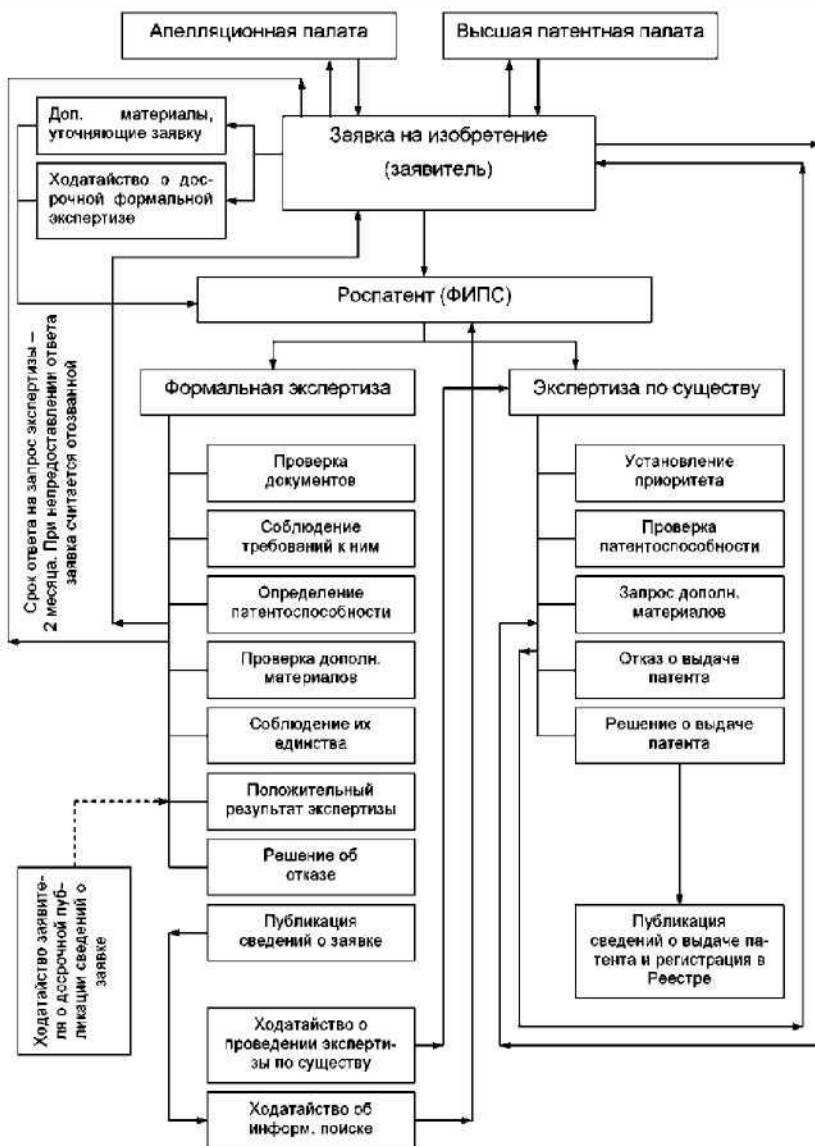 Апелляционная палата
Высшая патентная палата
Доп. материалы,
уточняющие заявку
Заявка на изобретение
(заявитель)
Ходатайство о дос-
рочной формальной
экспертизе
Роспатент (ФИПС)
Срок ответа на запрос экспертизы –
2 месяца. При непредоставлении ответа
заявка считается отозванной
Формальная экспертиза
Проверка
документов
Соблюдение
требований к ним
Определение
патентоспособности
Проверка дополн.
материалов
Соблюдение их
единства
Положительный
результат экспертизы
Решение об
отказе
Публикация
сведений о заявке
Ходатайство о
проведении эксперти-
зы по существу
Ходатайство об
информ. поиске
Ходатайство заявите-
ля о досрочной пуб-
ликации сведений о
заявке
Экспертиза по существу
Установление
приоритета
Проверка
патентоспособности
Запрос дополн.
материалов
Отказ о выдаче
патента
Решение о выдаче
патента
Публикация
сведений о выдаче па-
тента и регистрация в
Реестре